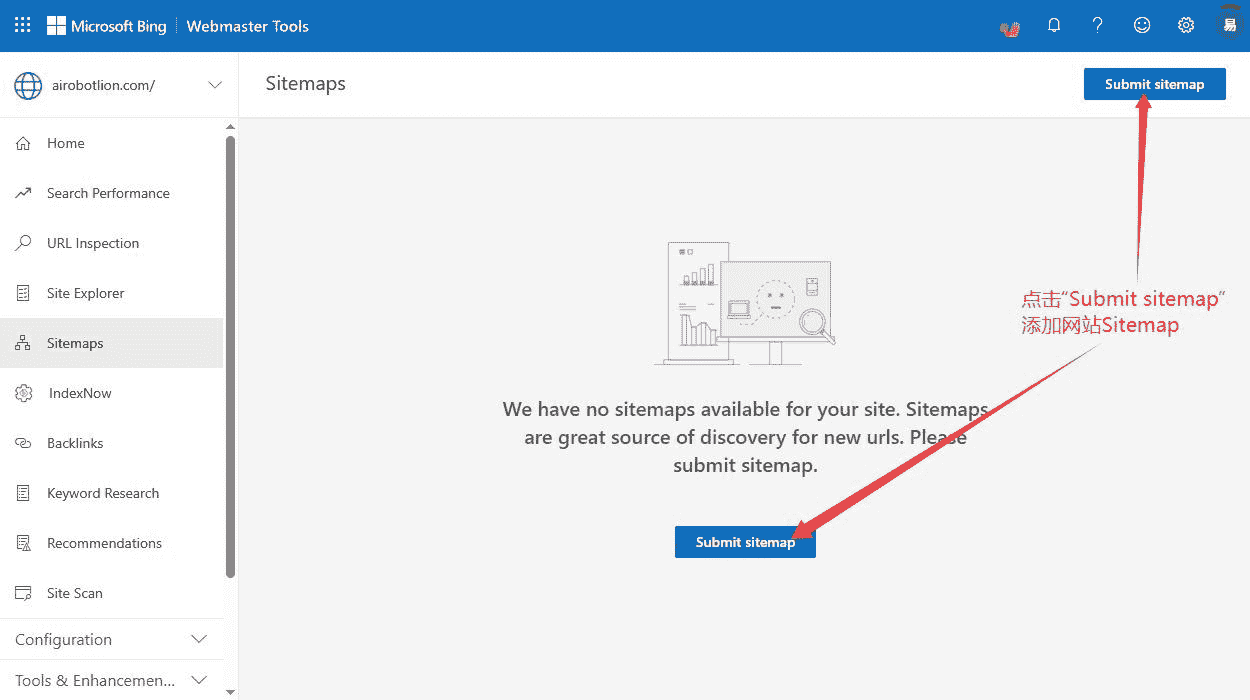 Microsoft Bing
Webmaster Tools
易
airobotlion.com/
Sitemaps
Submit sitemap
Home
Search Performance
URL Inspection
Site Explorer
Sitemaps
IndexNow
Backlinks
Keyword Research
Recommendations
Site Scan
Configuration
Tools & Enhancemen...
点击“Submit sitemap”
添加网站Sitemap
We have no sitemaps available for your site. Sitemaps
are great source of discovery for new urls. Please
submit sitemap.
Submit sitemap